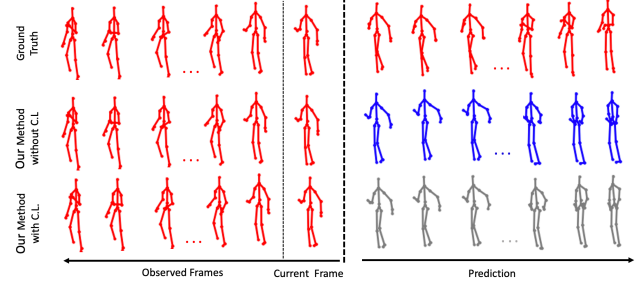 Ground
Truth
Our Method
without C.L
Our Method
with C.L.
Observed Frames
Current Frame
Prediction